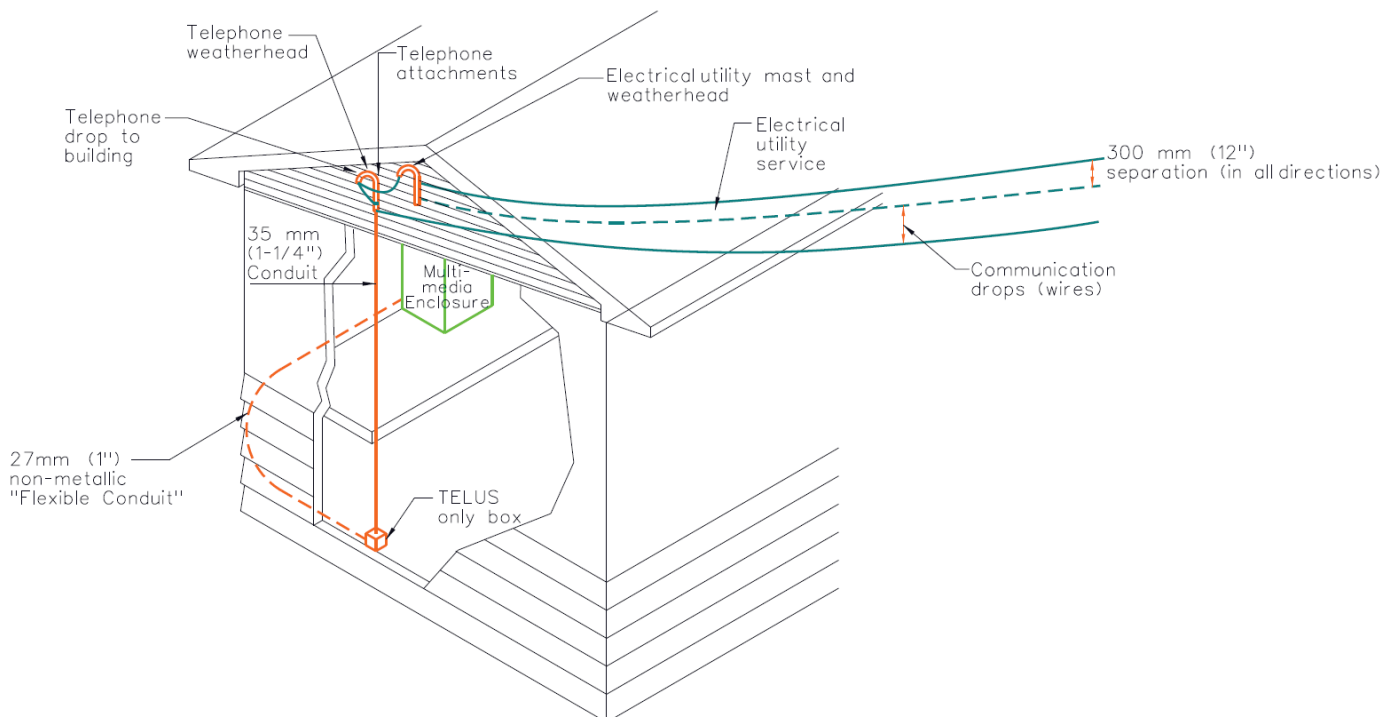 Telephone
weatherhead
Telephone
attachments
Electrical utility mast and
weatherhead
Telephone
drop to
building
Electrical
utility
service
300 mm (12")
separation (in all directions)
35 mm
(1-1/4")
Conduit
Multi-
media
Enclosure
Communication
drops (wires)
27mm (1")
non-metallic
"Flexible Conduit"
TELUS
only box